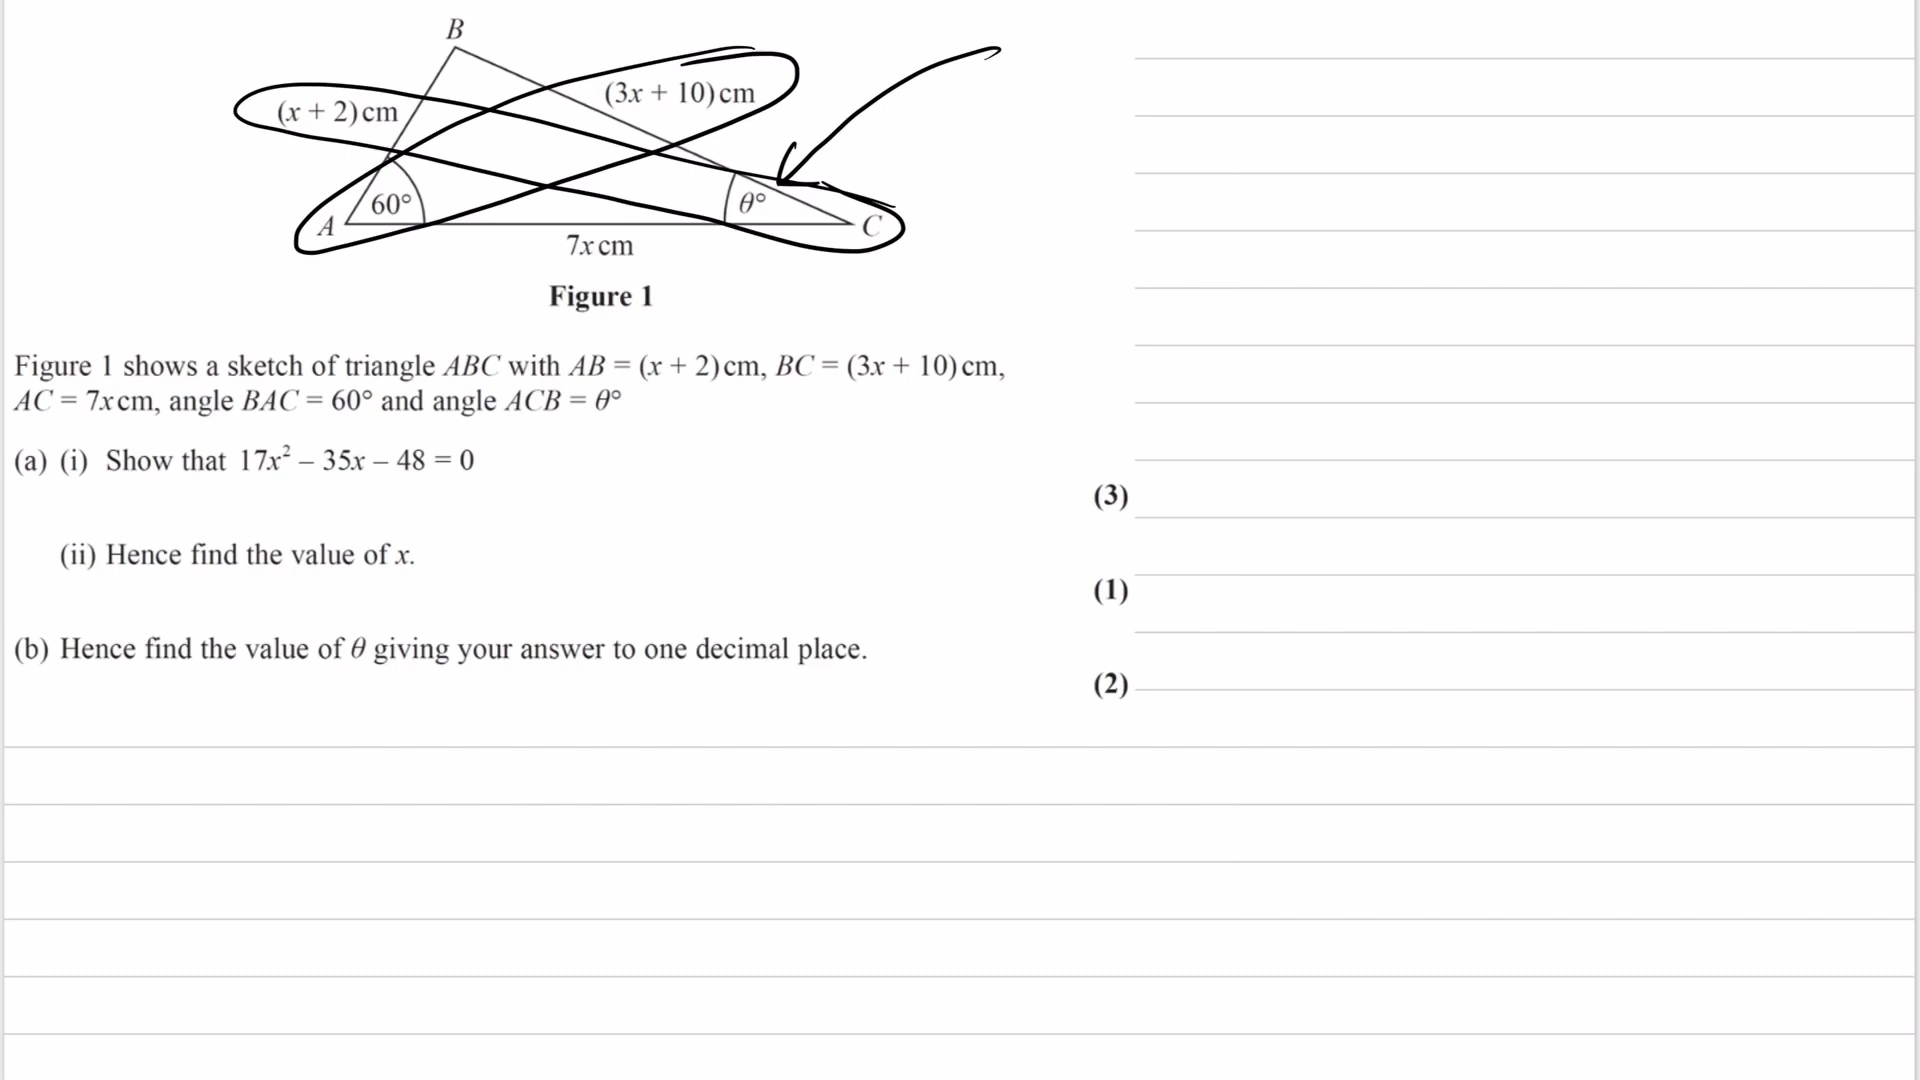 B
(x + 2) cm
(3x + 10) cm
60°
θ°
A
C
7x cm
Figure 1
Figure 1 shows a sketch of triangle ABC with AB = (x + 2) cm, BC = (3x + 10) cm,
AC = 7x cm, angle BAC = 60° and angle ACB = θ°
(a) (i) Show that 17x² – 35x – 48 = 0
(3)
(ii) Hence find the value of x.
(1)
(b) Hence find the value of θ giving your answer to one decimal place.
(2)